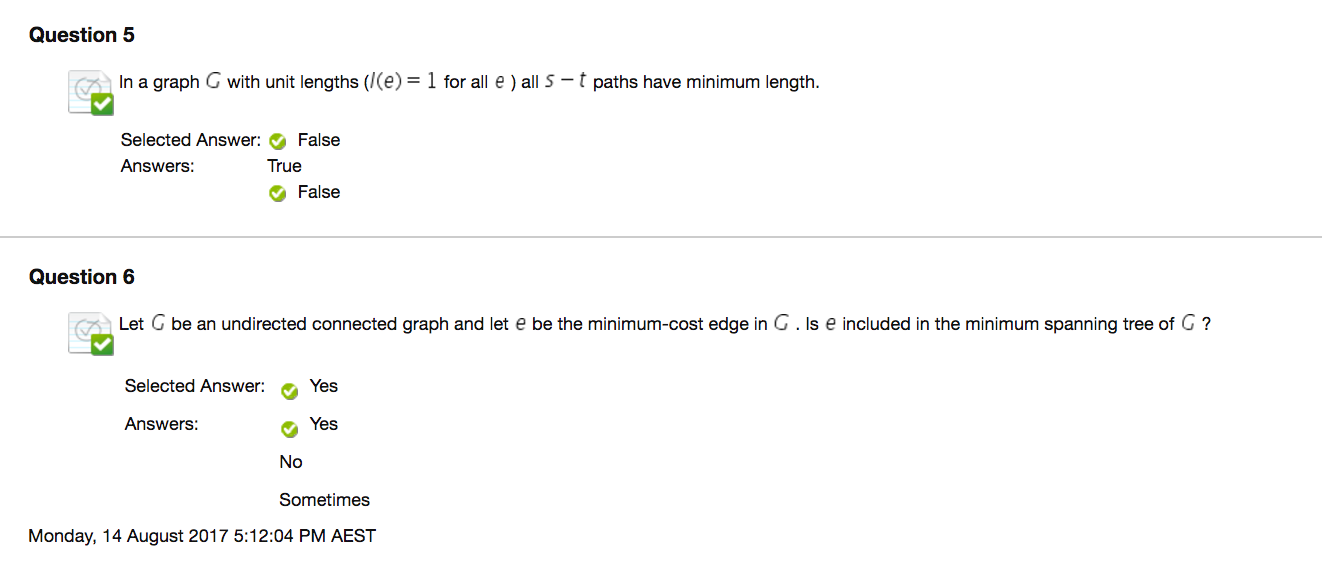 Question 5
In a graph G with unit lengths (l(e) = 1 for all e ) all s − t paths have minimum length.
Selected Answer: False
Answers: True
False
Question 6
Let G be an undirected connected graph and let e be the minimum-cost edge in G . Is e included in the minimum spanning tree of G ?
Selected Answer: Yes
Answers: Yes
No
Sometimes
Monday, 14 August 2017 5:12:04 PM AEST